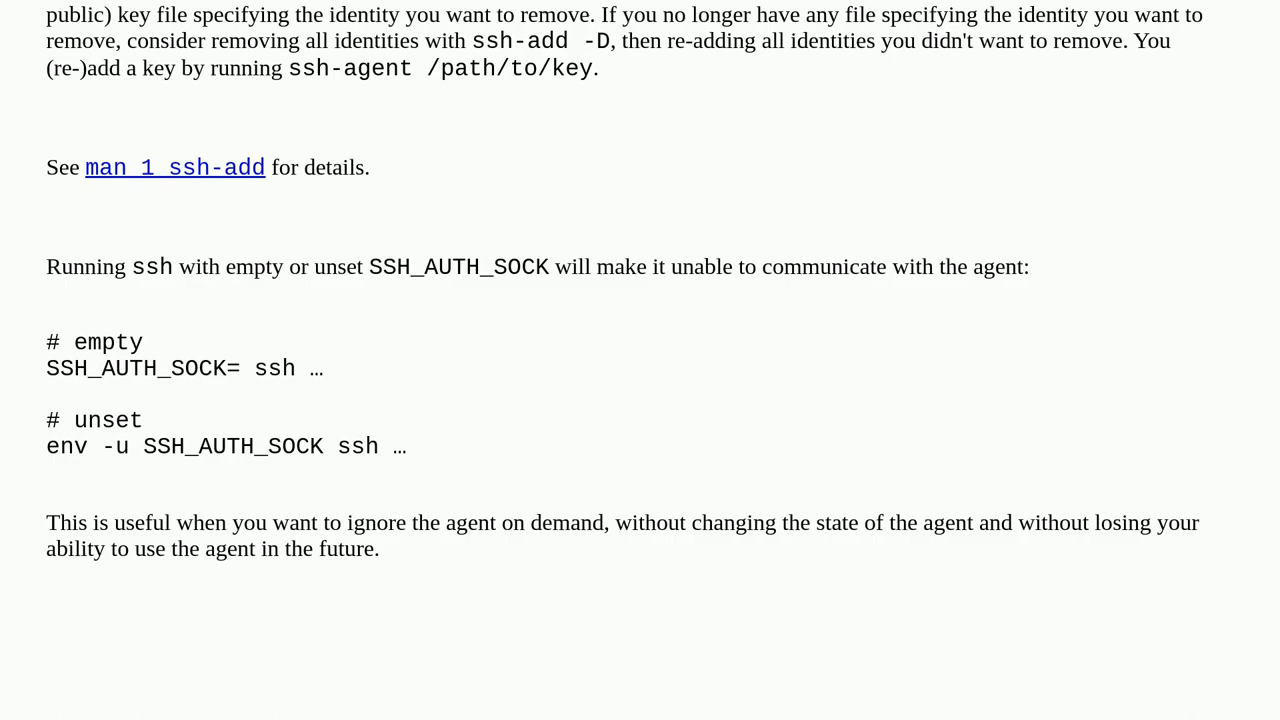 public) key file specifying the identity you want to remove. If you no longer have any file specifying the identity you want to
remove, consider removing all identities with ssh-add -D, then re-adding all identities you didn't want to remove. You
(re-)add a key by running ssh-agent /path/to/key.
See man 1 ssh-add for details.
Running ssh with empty or unset SSH_AUTH_SOCK will make it unable to communicate with the agent:
# empty
SSH_AUTH_SOCK= ssh …
# unset
env -u SSH_AUTH_SOCK ssh …
This is useful when you want to ignore the agent on demand, without changing the state of the agent and without losing your
ability to use the agent in the future.